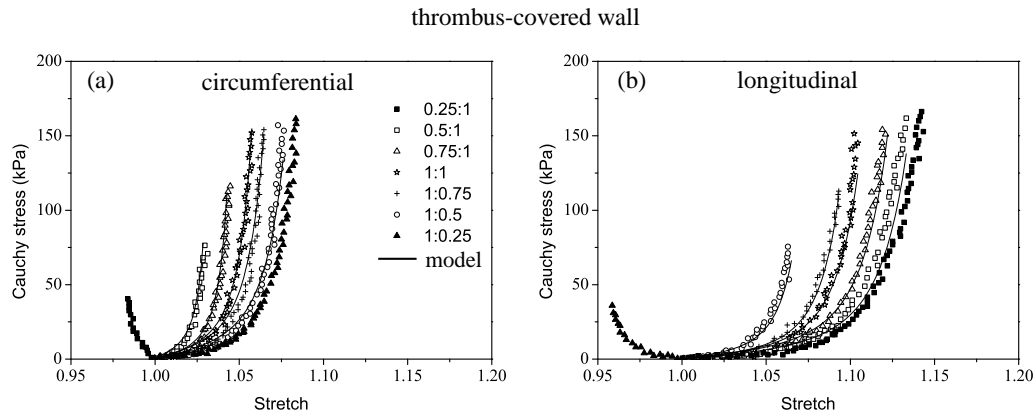 thrombus-covered wall
(a)
circumferential
0.25:1
0.5:1
0.75:1
1:1
1:0.75
1:0.5
1:0.25
model
Cauchy stress (kPa)
200
150
100
50
0
0.95
1.00
1.05
1.10
1.15
1.20
Stretch
(b)
longitudinal
Cauchy stress (kPa)
200
150
100
50
0
0.95
1.00
1.05
1.10
1.15
1.20
Stretch